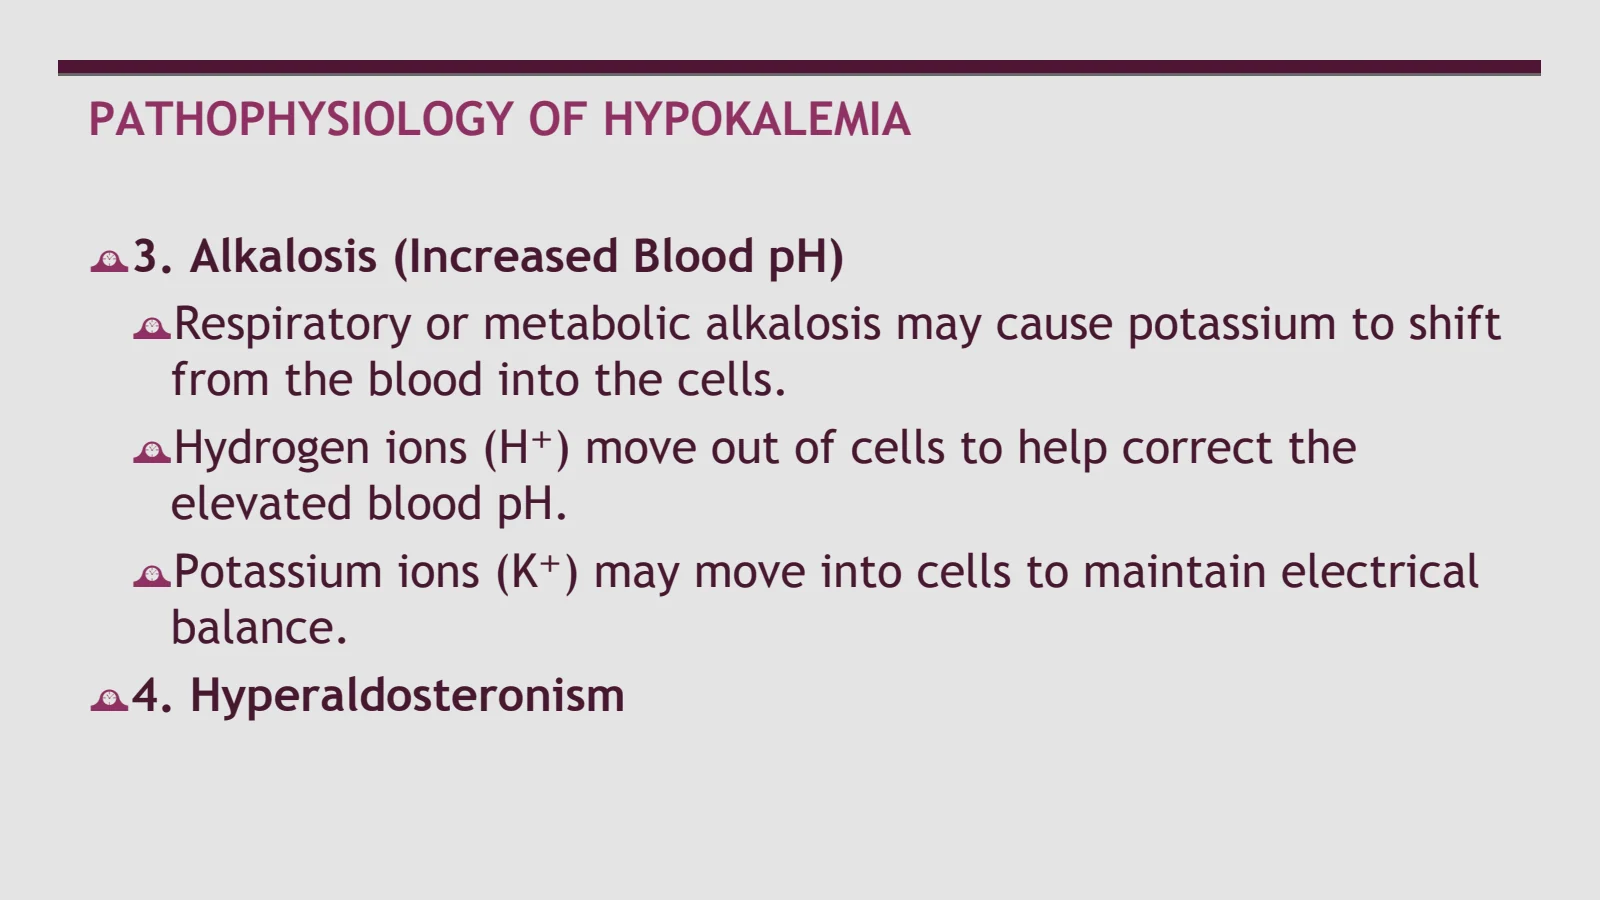 PATHOPHYSIOLOGY OF HYPOKALEMIA
3. Alkalosis (Increased Blood pH)
Respiratory or metabolic alkalosis may cause potassium to shift
from the blood into the cells.
Hydrogen ions (H⁺) move out of cells to help correct the
elevated blood pH.
Potassium ions (K⁺) may move into cells to maintain electrical
balance.
4. Hyperaldosteronism